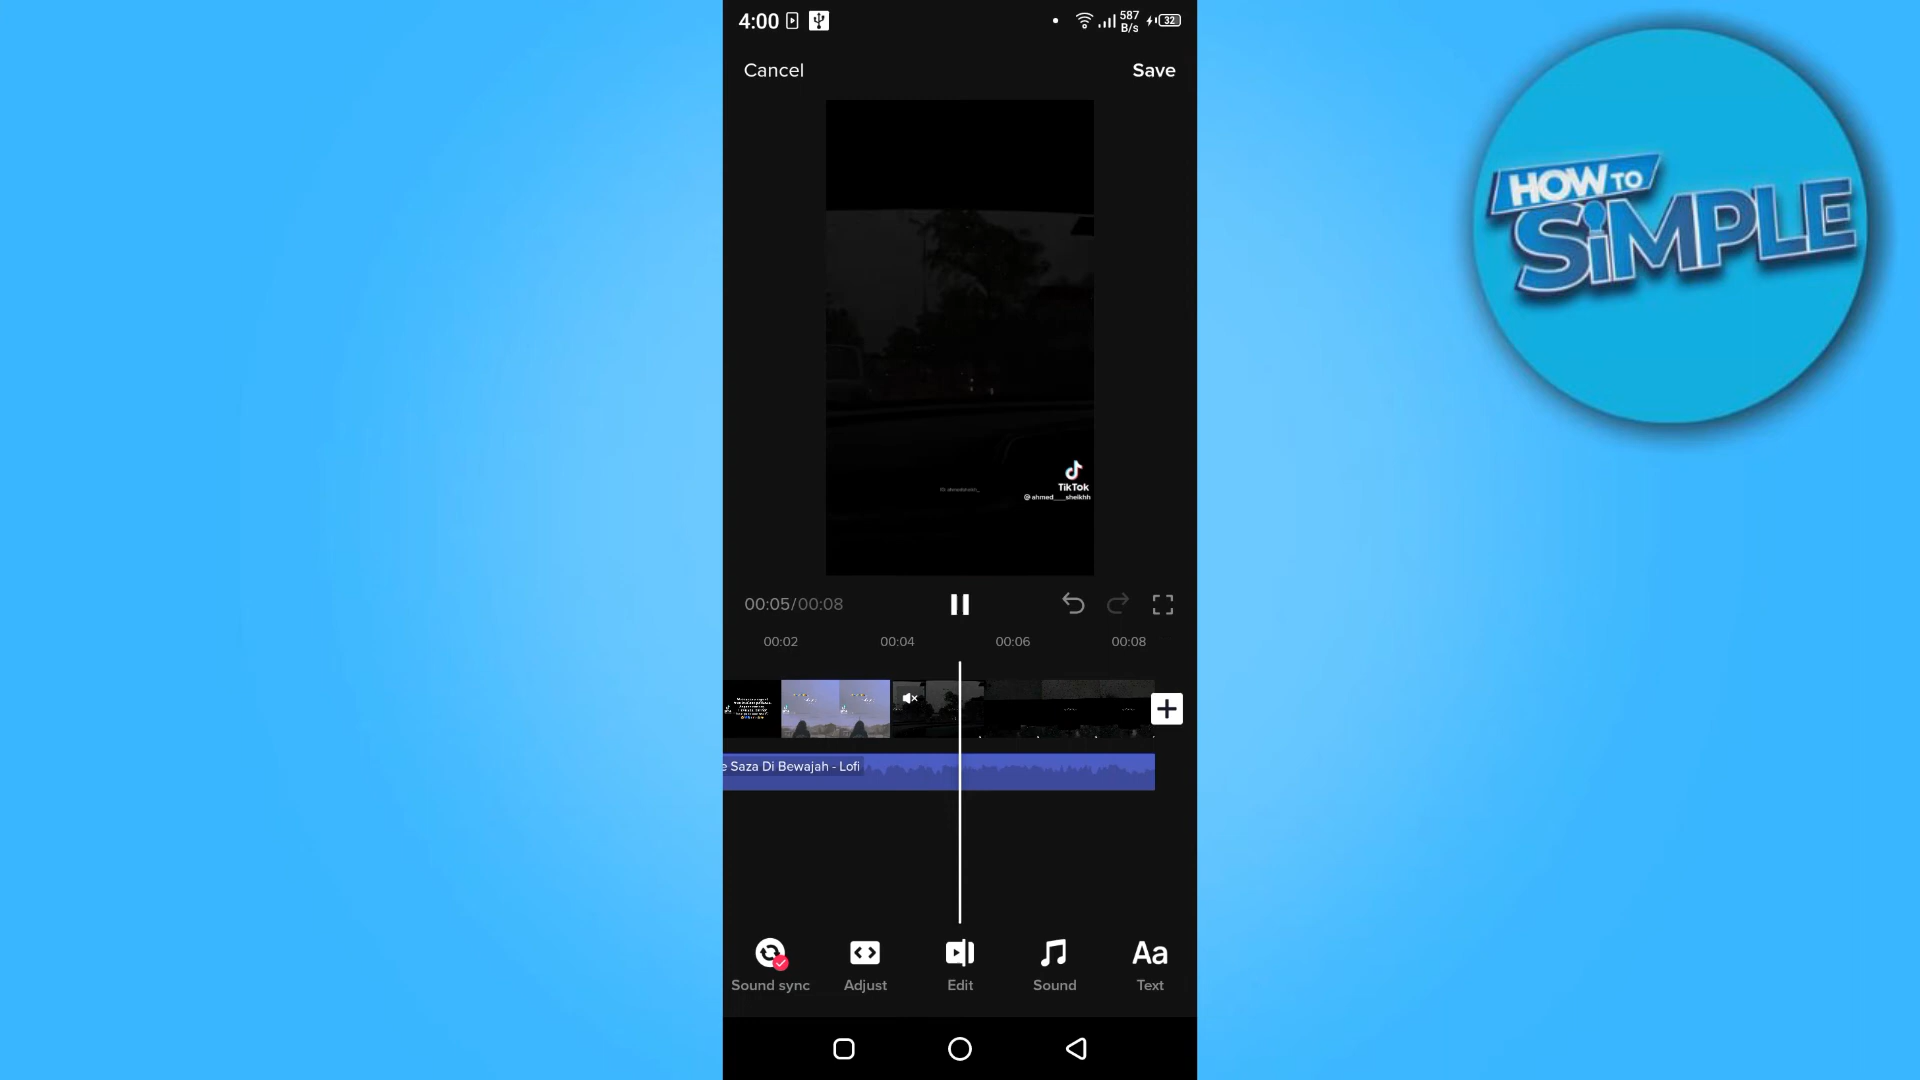 4:00
587
B/s
32
Cancel
Save
HOW TO
SiMPLE
TikTok
@ahmed___sheikhh
00:05/00:08
00:02
00:04
00:06
00:08
e Saza Di Bewajah - Lofi
Sound sync
Adjust
Edit
Sound
Aa
Text